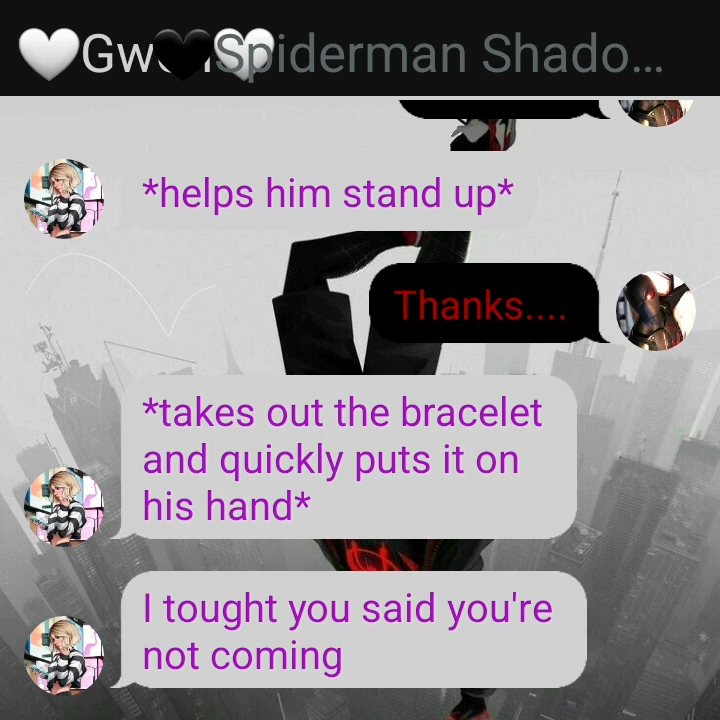 🤍Gw🖤🤍Spiderman Shado...
*helps him stand up*
Thanks....
*takes out the bracelet
and quickly puts it on
his hand*
I tought you said you're
not coming